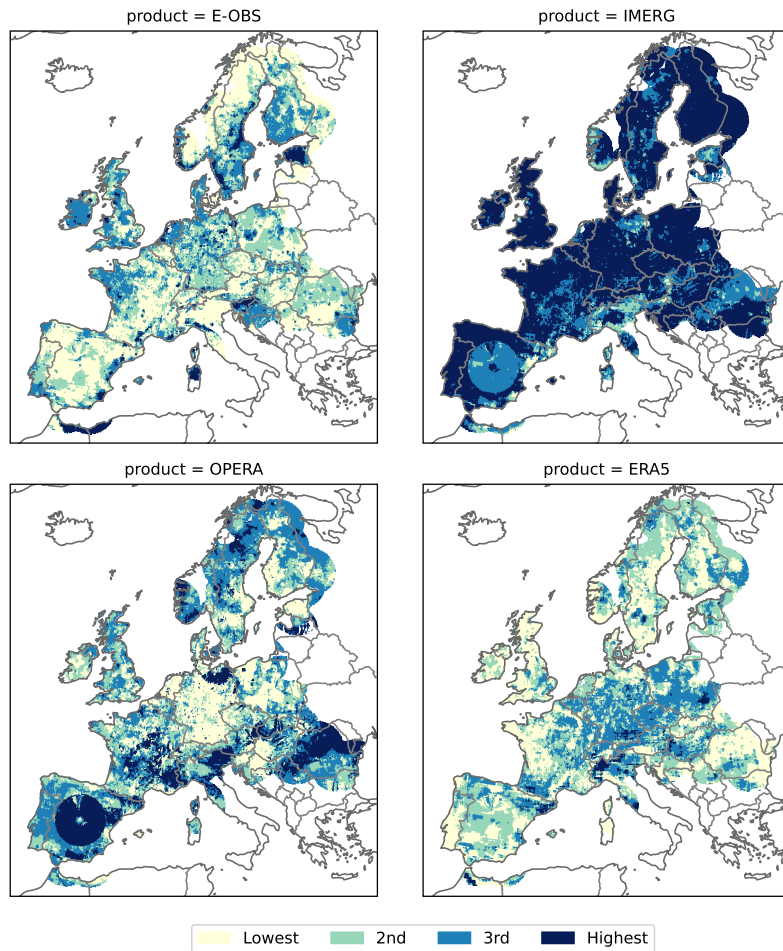 product = E-OBS
product = IMERG
product = OPERA
product = ERA5
Lowest 2nd 3rd Highest